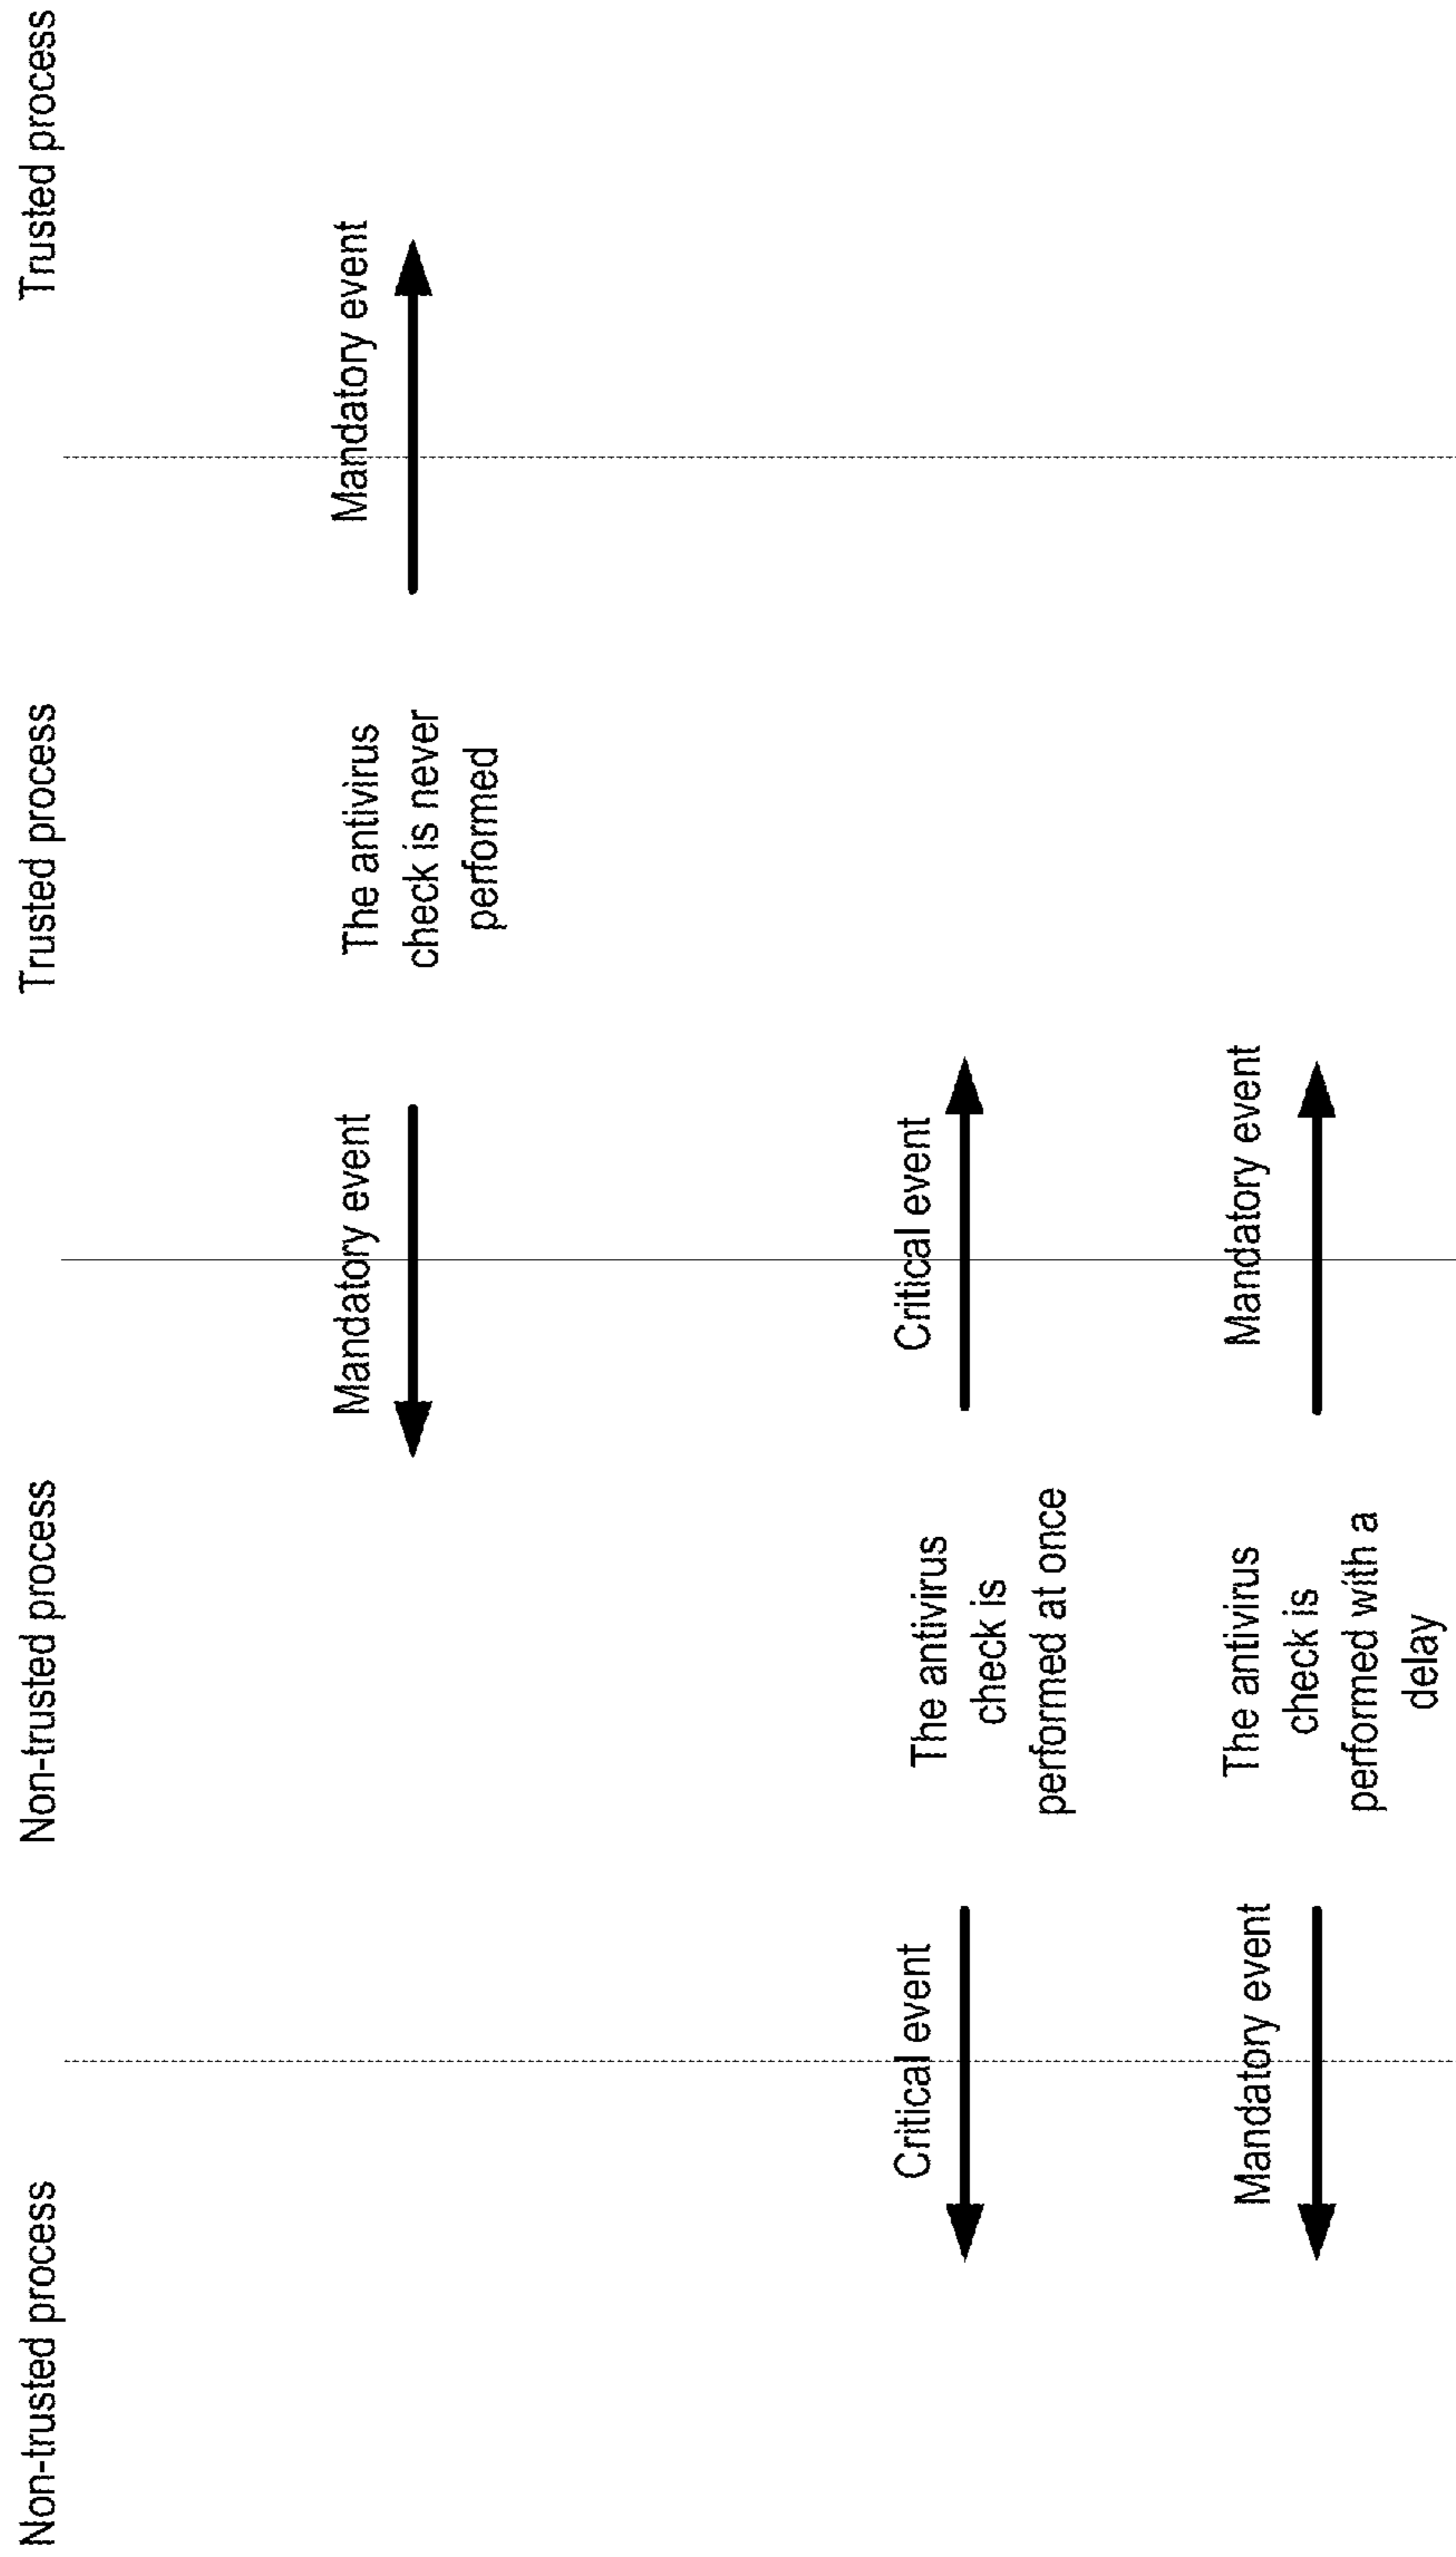 Non-trusted process
Non-trusted process
Trusted process
Trusted process
Mandatory event
The antivirus
check is never
performed
Mandatory event
Critical event
The antivirus
check is
performed at once
Critical event
Mandatory event
The antivirus
check is
performed with a
delay
Mandatory event